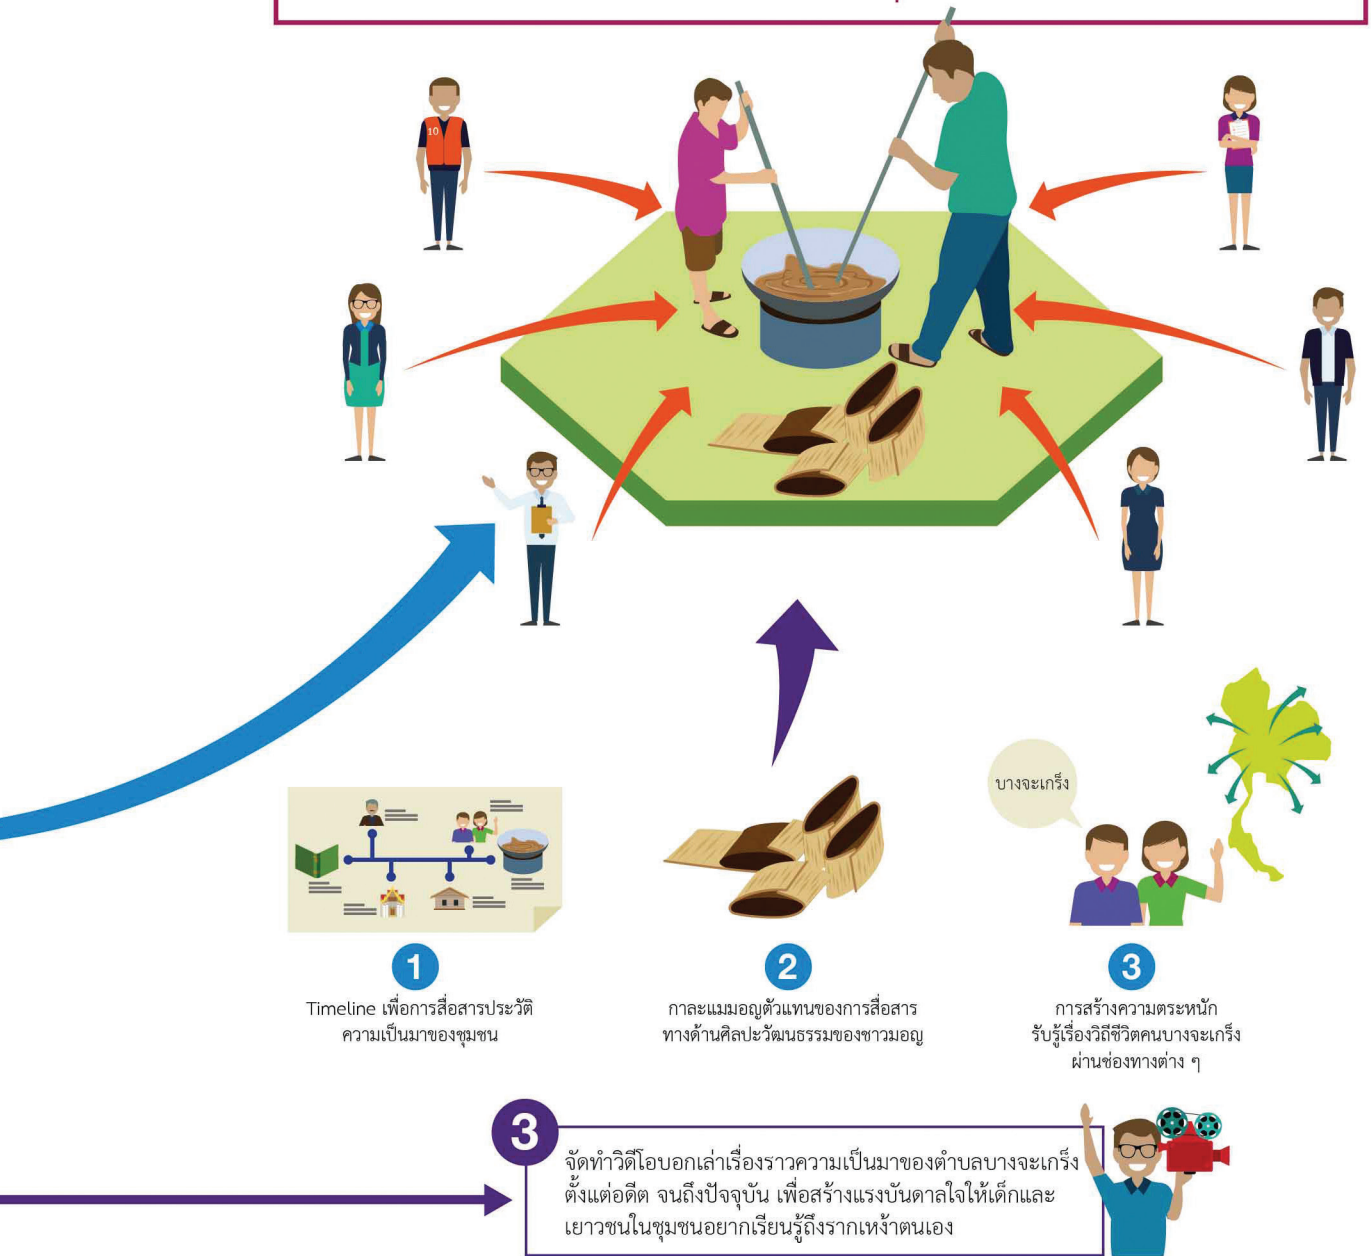 10
บางจะเกร็ง
1
Timeline เพื่อการสื่อสารประวัติ
ความเป็นมาของชุมชน
2
กาละแมมอญตัวแทนของการสื่อสาร
ทางด้านศิลปะวัฒนธรรมของชาวมอญ
3
การสร้างความตระหนัก
รับรู้เรื่องวิถีชีวิตคนบางจะเกร็ง
ผ่านช่องทางต่าง ๆ
3
จัดทำวิดีโอบอกเล่าเรื่องราวความเป็นมาของตำบลบางจะเกร็ง
ตั้งแต่อดีต จนถึงปัจจุบัน เพื่อสร้างแรงบันดาลใจให้เด็กและ
เยาวชนในชุมชนอยากเรียนรู้ถึงรากเหง้าตนเอง